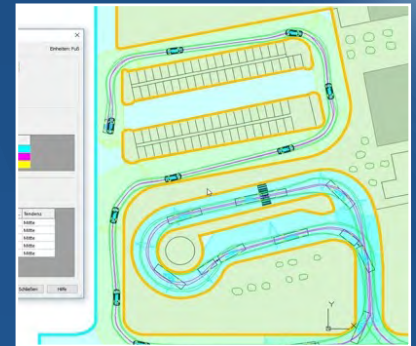 Einheiten: Fuß
Tendenz
Mitte
Mitte
Mitte
Mitte
Mitte
Schließen Hilfe
Y
X